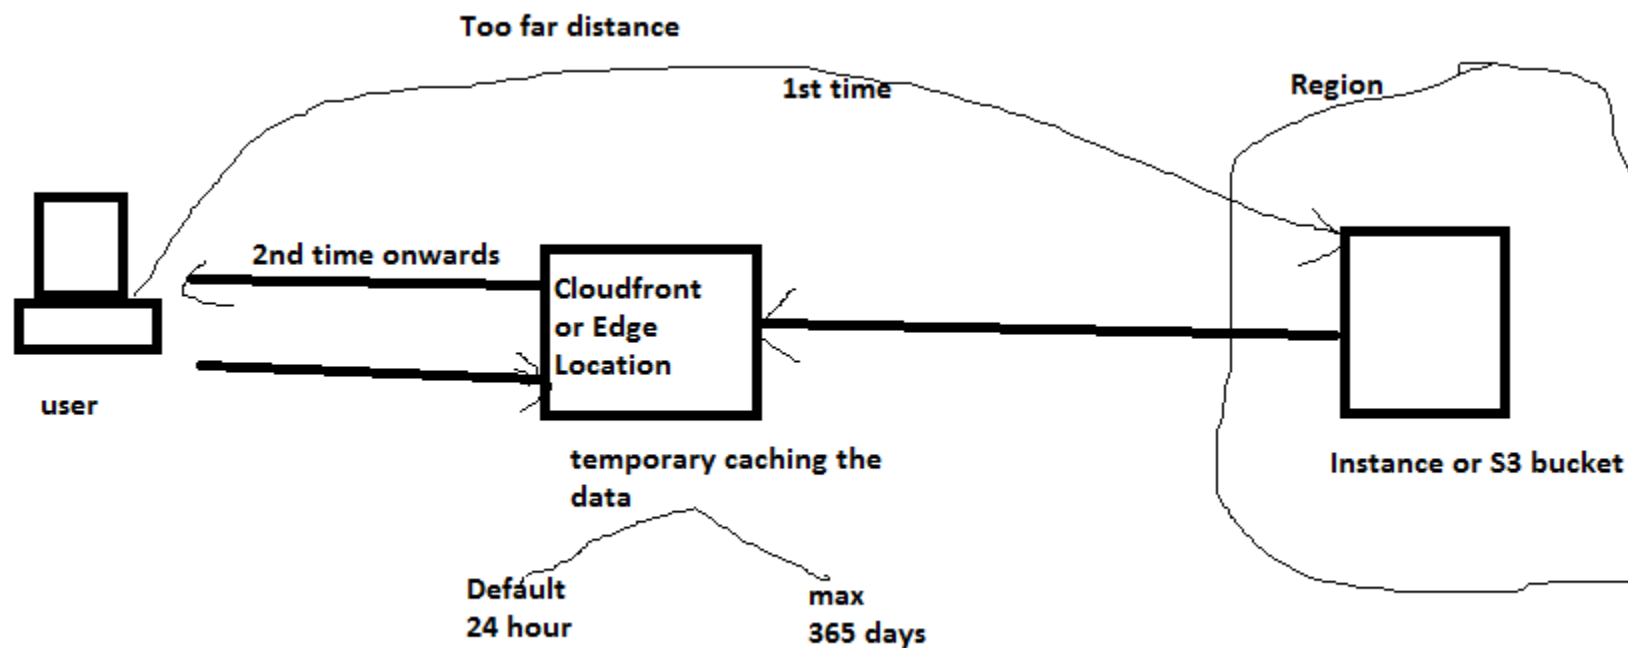 Too far distance
1st time
Region
2nd time onwards
Cloudfront
or Edge
Location
user
temporary caching the
data
Instance or S3 bucket
Default
24 hour
max
365 days